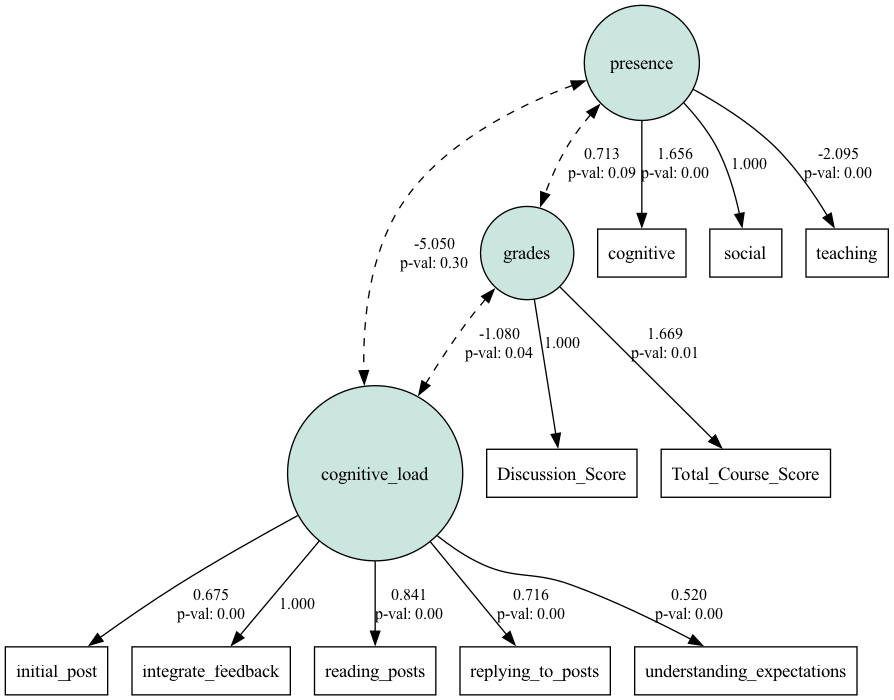 presence
0.713
p-val: 0.09
1.656
p-val: 0.00
1.000
-2.095
p-val: 0.00
-5.050
p-val: 0.30
grades
cognitive
social
teaching
-1.080
p-val: 0.04
1.000
1.669
p-val: 0.01
cognitive_load
Discussion_Score
Total_Course_Score
0.675
p-val: 0.00
1.000
0.841
p-val: 0.00
0.716
p-val: 0.00
0.520
p-val: 0.00
initial_post
integrate_feedback
reading_posts
replying_to_posts
understanding_expectations